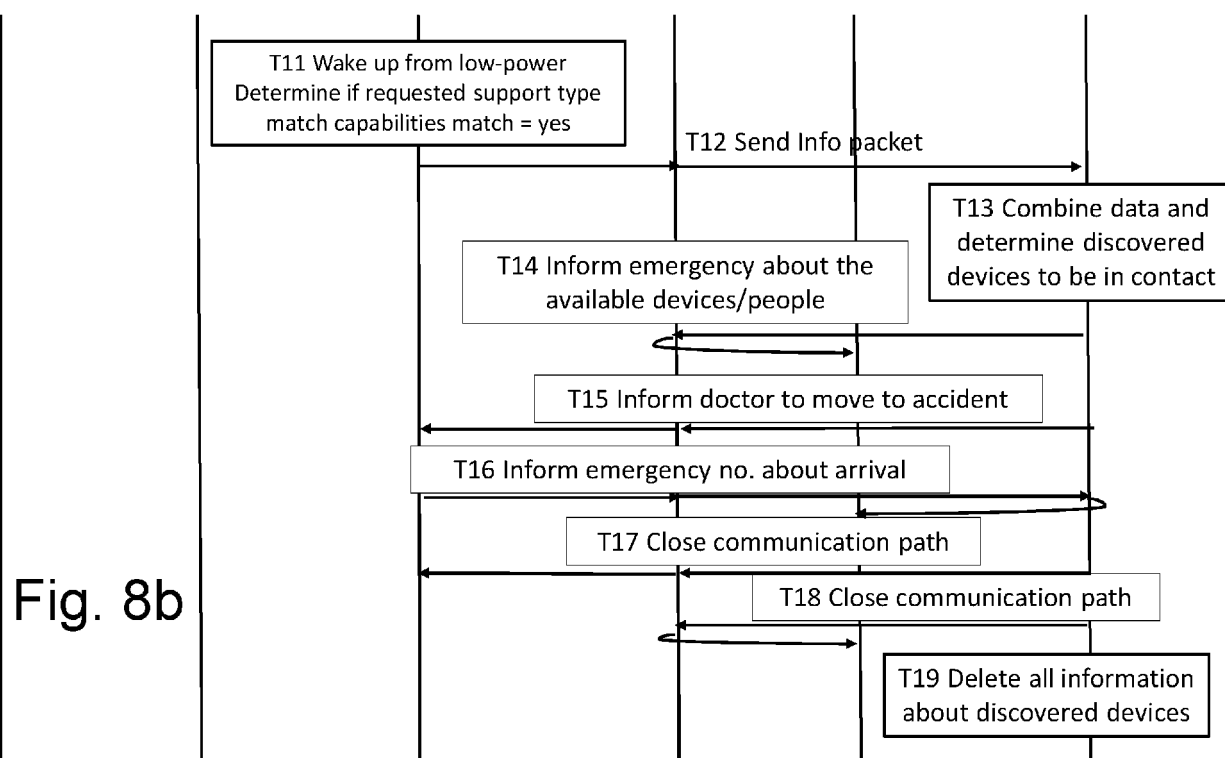 T11 Wake up from low-power
Determine if requested support type
match capabilities match = yes
T12 Send Info packet
T13 Combine data and
determine discovered
devices to be in contact
T14 Inform emergency about the
available devices/people
T15 Inform doctor to move to accident
T16 Inform emergency no. about arrival
T17 Close communication path
Fig. 8b
T18 Close communication path
T19 Delete all information
about discovered devices